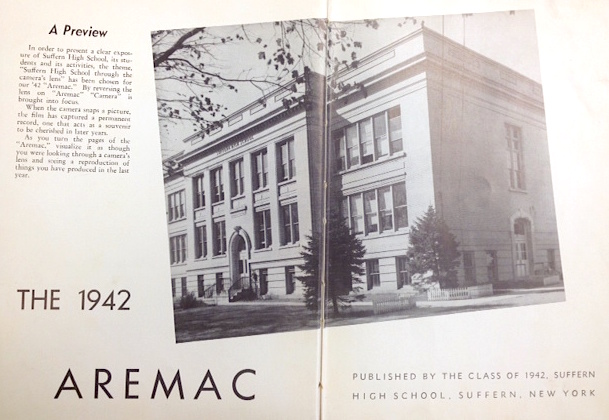 A Preview
In order to present a clear expos-
ure of Suffern High School, its stu-
dents and its activities, the theme,
"Suffern High School through the
camera's lens" has been chosen for
our '42 "Aremac." By reversing the
lens on "Aremac" "Camera" is
brought into focus.
When the camera snaps a picture,
the film has captured a permanent
record, one that acts as a souvenir
to be cherished in later years.
As you turn the pages of the
"Aremac," visualize it as though
you were looking through a camera's
lens and seeing a reproduction of
things you have produced in the last
year.
THE 1942
AREMAC
PUBLISHED BY THE CLASS OF 1942, SUFFERN
HIGH SCHOOL, SUFFERN, NEW YORK